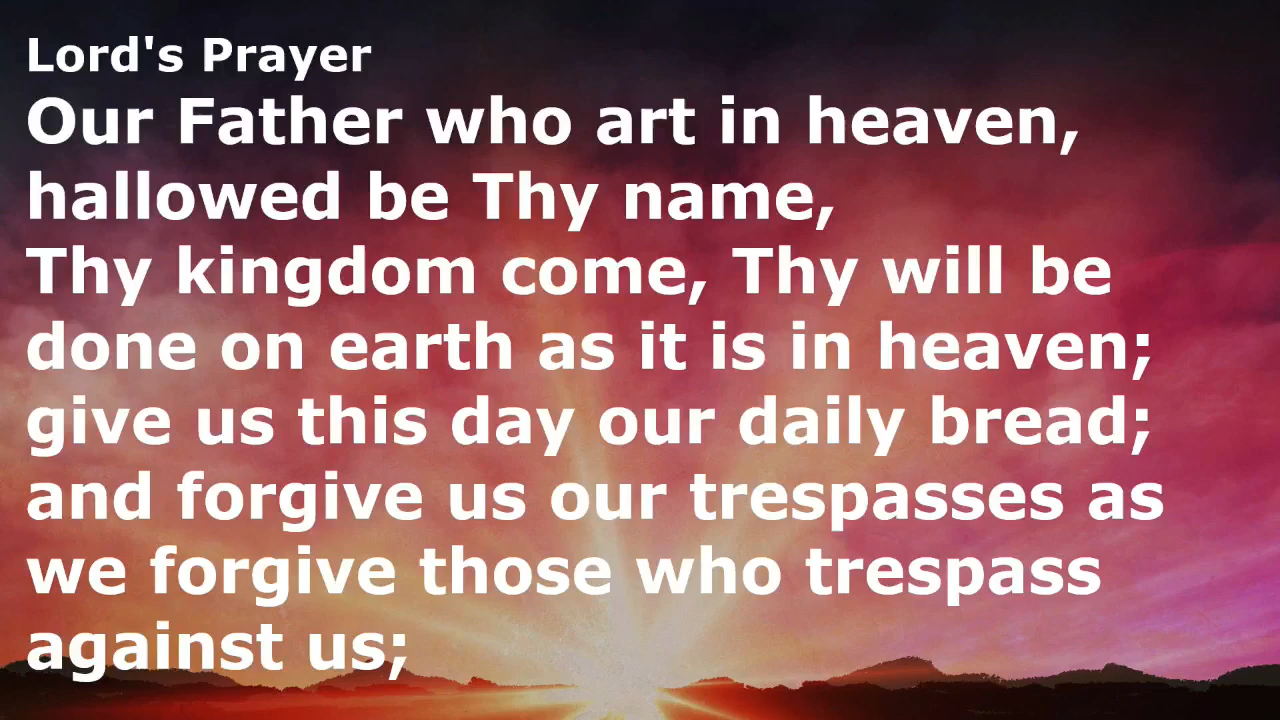 Lord's Prayer
Our Father who art in heaven,
hallowed be Thy name,
Thy kingdom come, Thy will be
done on earth as it is in heaven;
give us this day our daily bread;
and forgive us our trespasses as
we forgive those who trespass
against us;